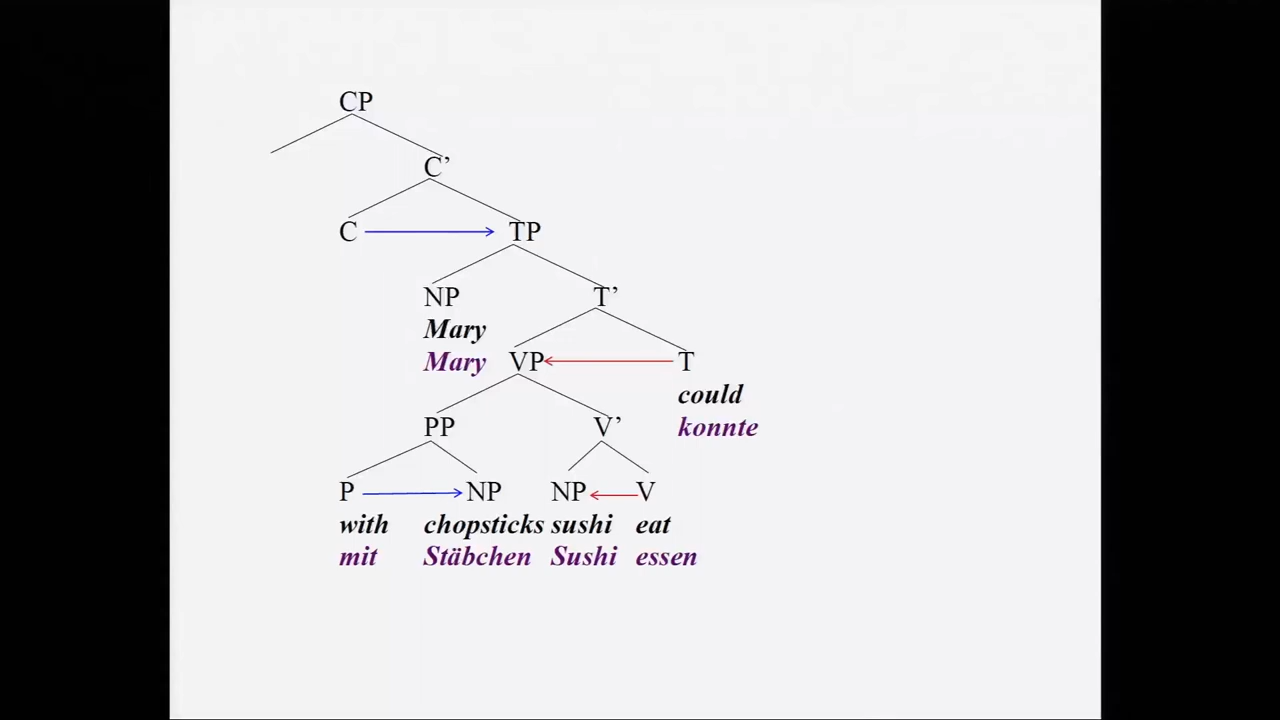 CP
C’
C TP
NP T’
Mary
Mary VP T
could
PP V’ konnte
P NP NP V
with chopsticks sushi eat
mit Stäbchen Sushi essen